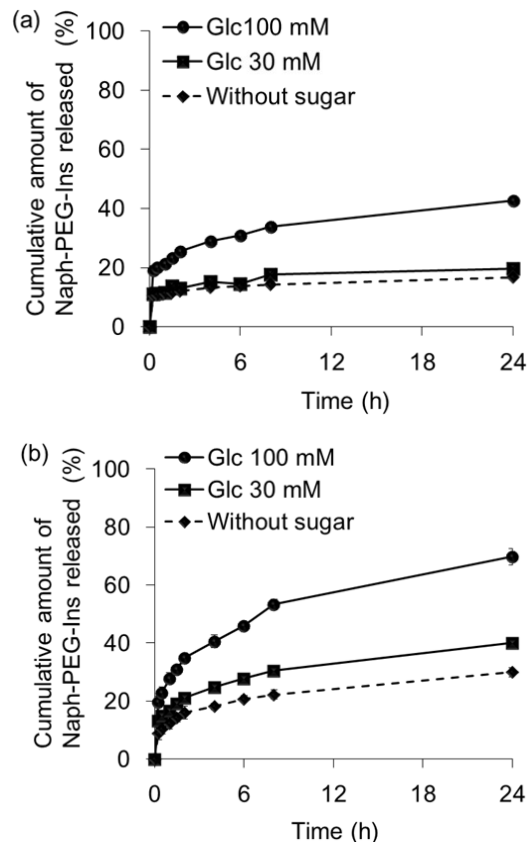 (a)
Glc100 mM
Glc 30 mM
Without sugar
Cumulative amount of
Naph-PEG-Ins released (%)
100
80
60
40
20
0
0 6 12 18 24
Time (h)
(b)
Glc 100 mM
Glc 30 mM
Without sugar
Cumulative amount of
Naph-PEG-Ins released (%)
100
80
60
40
20
0
0 6 12 18 24
Time (h)